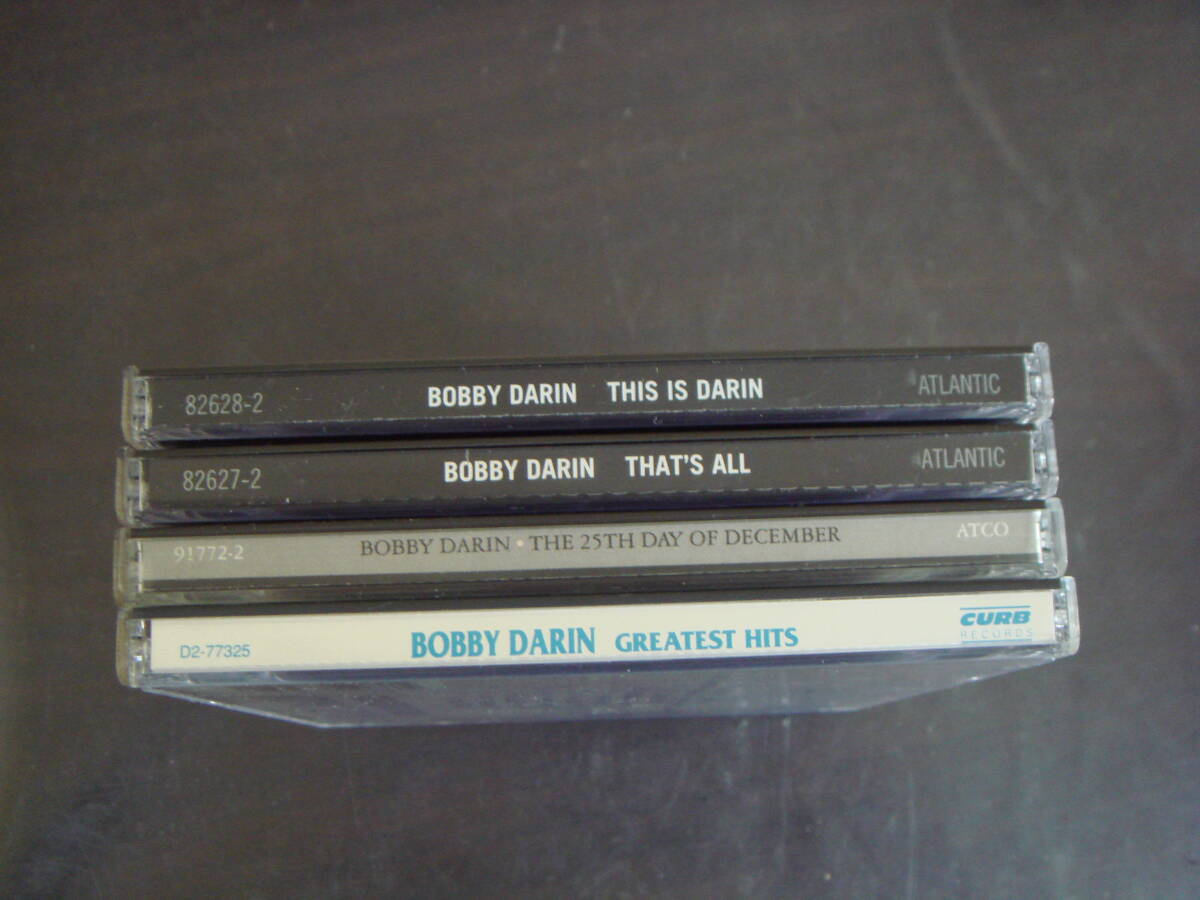 82628-2 BOBBY DARIN THIS IS DARIN ATLANTIC
82627-2 BOBBY DARIN THAT'S ALL ATLANTIC
91772-2 BOBBY DARIN • THE 25TH DAY OF DECEMBER ATCO
D2-77325 BOBBY DARIN GREATEST HITS CURB RECORDS